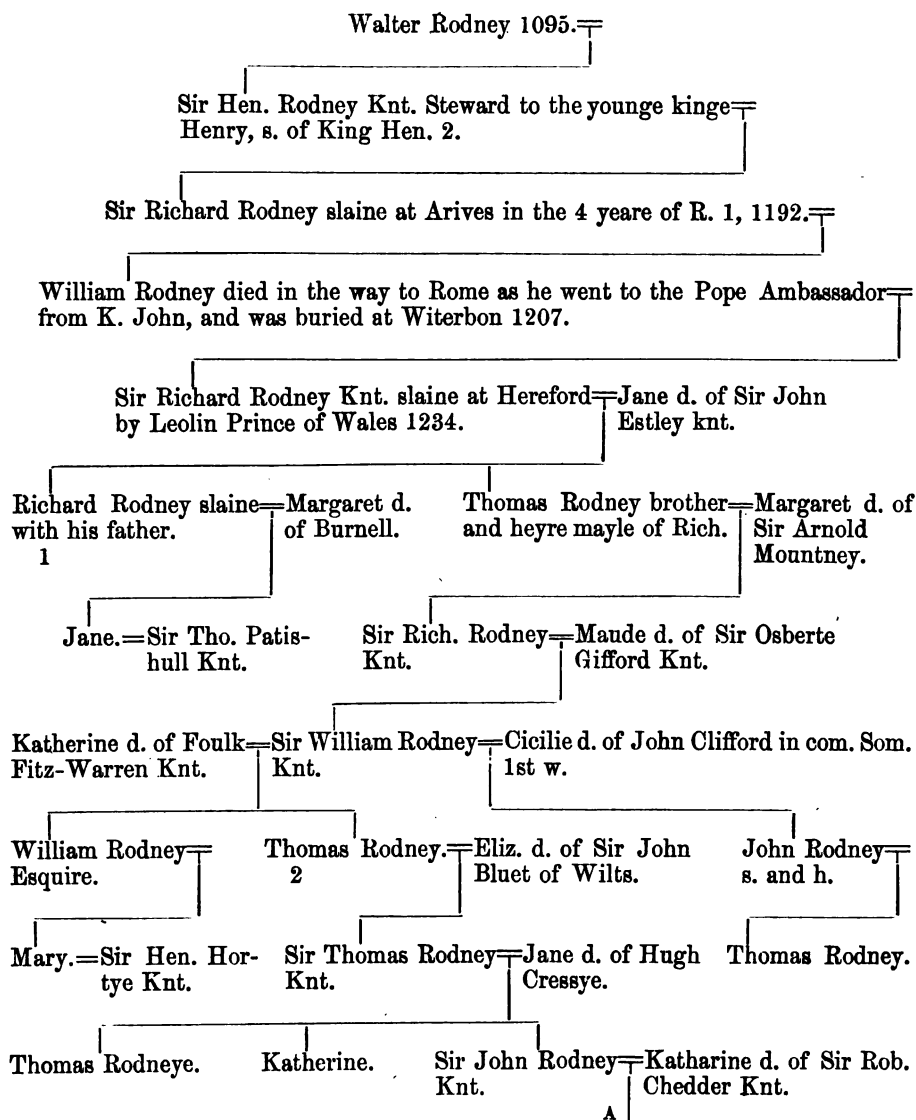 Walter Rodney 1095.
Sir Hen. Rodney Knt. Steward to the younge kinge
Henry, s. of King Hen. 2.
Sir Richard Rodney slaine at Arives in the 4 yeare of R. 1, 1192.
William Rodney died in the way to Rome as he went to the Pope Ambassador
from K. John, and was buried at Witerbon 1207.
Sir Richard Rodney Knt. slaine at Hereford=Jane d. of Sir John
by Leolin Prince of Wales 1234. Estley knt.
Richard Rodney slaine=Margaret d. Thomas Rodney brother=Margaret d. of
with his father. of Burnell. and heyre mayle of Rich. Sir Arnold
1 Mountney.
Jane.=Sir Tho. Patis- Sir Rich. Rodney=Maude d. of Sir Osberte
hull Knt. Knt. Gifford Knt.
Katherine d. of Foulk=Sir William Rodney=Cicilie d. of John Clifford in com. Som.
Fitz-Warren Knt. Knt. 1st w.
William Rodney Thomas Rodney.=Eliz. d. of Sir John John Rodney
Esquire. 2 Bluet of Wilts. s. and h.
Mary.=Sir Hen. Hor- Sir Thomas Rodney=Jane d. of Hugh Thomas Rodney.
tye Knt. Knt. Cressye.
Thomas Rodneye. Katherine. Sir John Rodney=Katharine d. of Sir Rob.
Knt. Chedder Knt.
A